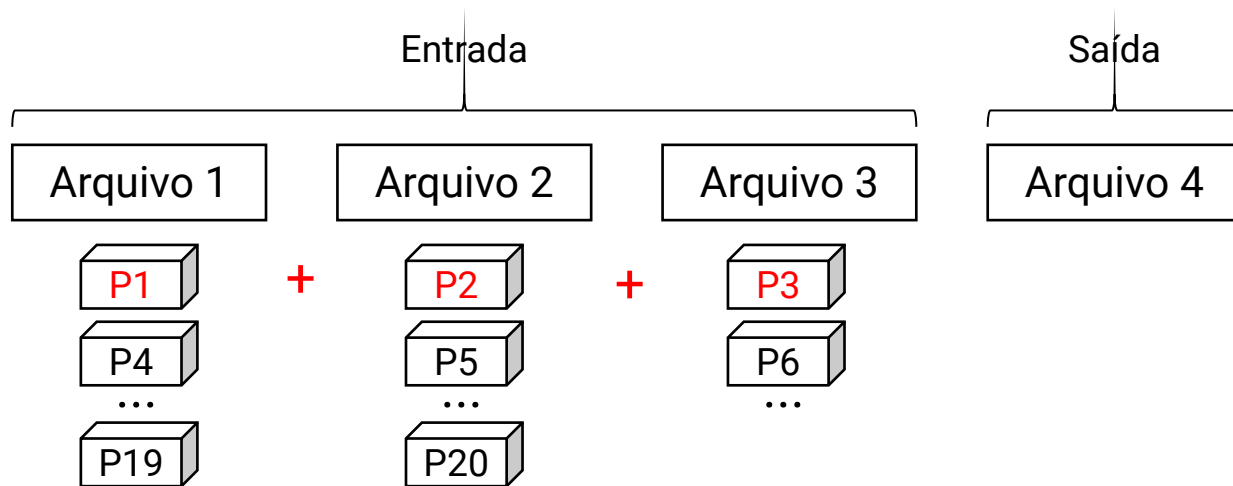 Entrada Saída
Arquivo 1 Arquivo 2 Arquivo 3 Arquivo 4
P1 + P2 + P3
P4 P5 P6
... ... ...
P19 P20